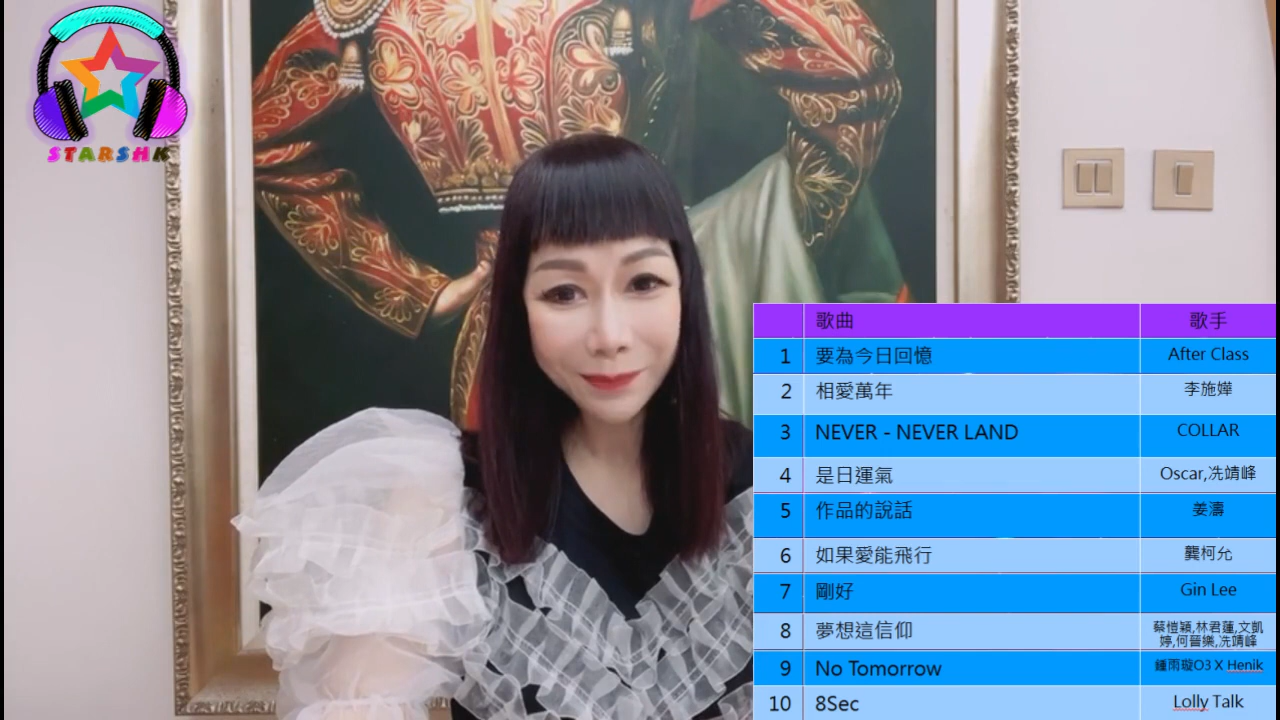 STARSHK
歌曲 歌手
1 要為今日回憶 After Class
2 相愛萬年 李施嬅
3 NEVER - NEVER LAND COLLAR
4 是日運氣 Oscar,冼靖峰
5 作品的說話 姜濤
6 如果愛能飛行 龔柯允
7 剛好 Gin Lee
8 夢想這信仰 蔡愷穎,林君蓮,文凱
婷,何晉樂,冼靖峰
9 No Tomorrow 鍾雨璇O3 X Henik
10 8Sec Lolly Talk